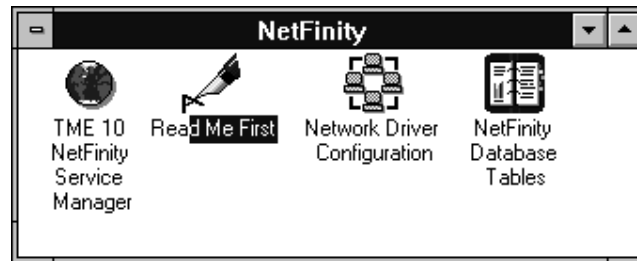 NetFinity
TME 10
NetFinity
Service
Manager
Read Me First
Network Driver
Configuration
NetFinity
Database
Tables